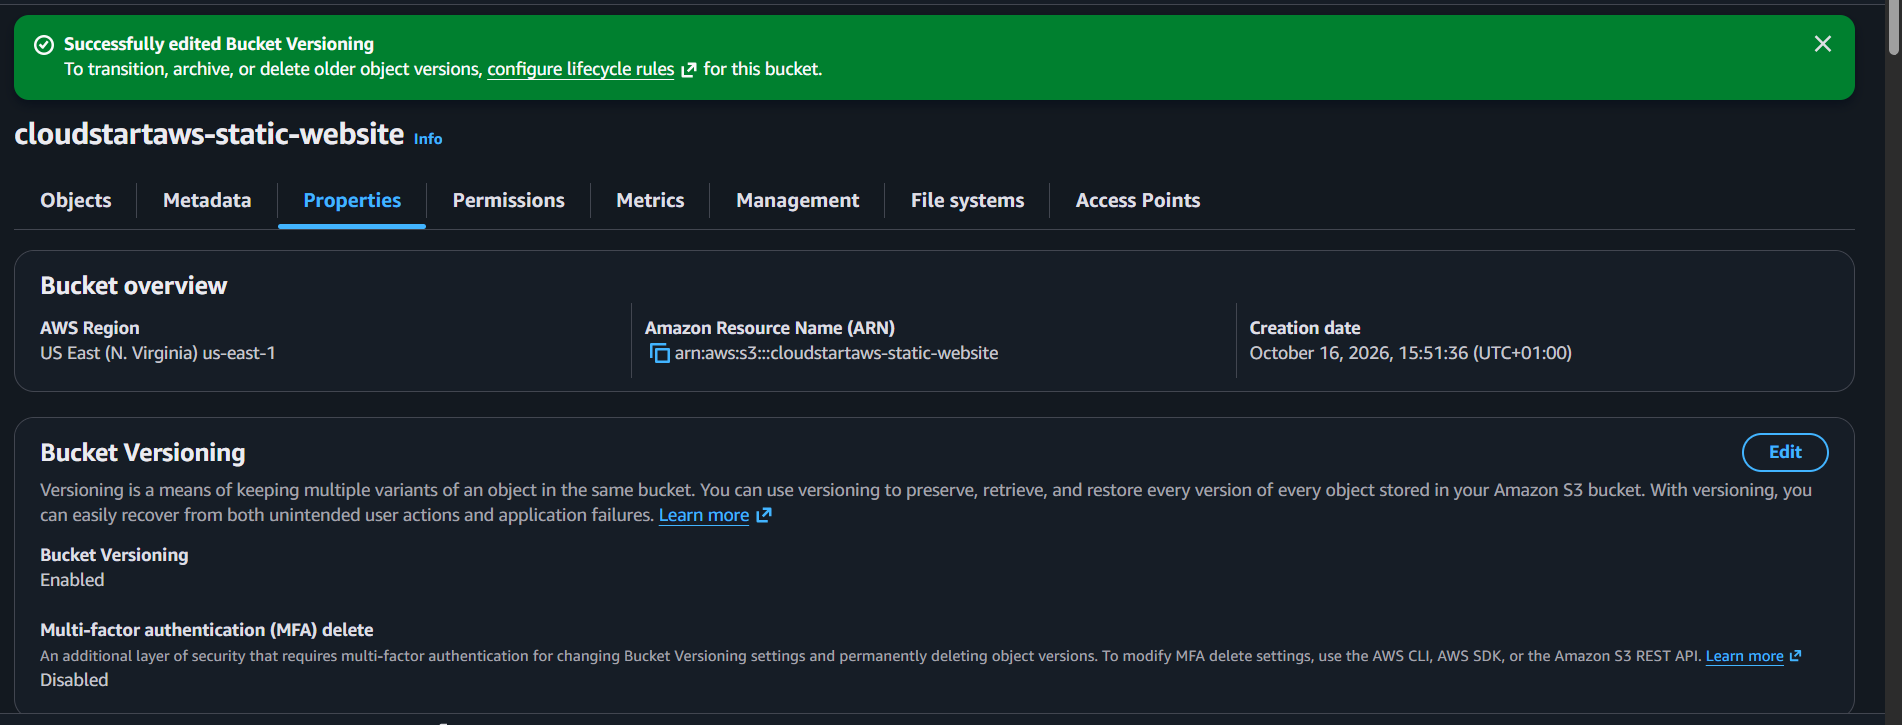 Successfully edited Bucket Versioning
To transition, archive, or delete older object versions, configure lifecycle rules for this bucket.
cloudstartaws-static-website Info
Objects Metadata Properties Permissions Metrics Management File systems Access Points
Bucket overview
AWS Region
US East (N. Virginia) us-east-1
Amazon Resource Name (ARN)
arn:aws:s3:::cloudstartaws-static-website
Creation date
October 16, 2026, 15:51:36 (UTC+01:00)
Bucket Versioning
Edit
Versioning is a means of keeping multiple variants of an object in the same bucket. You can use versioning to preserve, retrieve, and restore every version of every object stored in your Amazon S3 bucket. With versioning, you
can easily recover from both unintended user actions and application failures. Learn more
Bucket Versioning
Enabled
Multi-factor authentication (MFA) delete
An additional layer of security that requires multi-factor authentication for changing Bucket Versioning settings and permanently deleting object versions. To modify MFA delete settings, use the AWS CLI, AWS SDK, or the Amazon S3 REST API. Learn more
Disabled